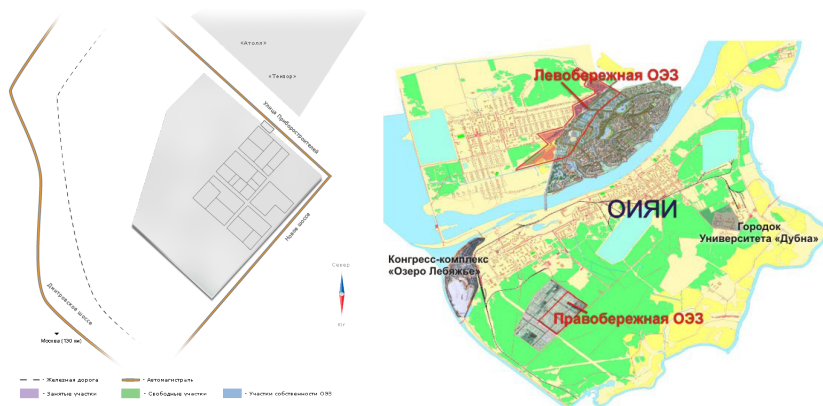 «Атолл»
«Тензор»
Улица Приборостроителей
Новое шоссе
Дмитровское шоссе
Москва (130 км)
Север
Юг
- Железная дорога
- Автомагистраль
- Занятые участки
- Свободные участки
- Участки собственности ОЭЗ
Левобережная ОЭЗ
ОИЯИ
Городок
Университета «Дубна»
Конгресс-комплекс
«Озеро Лебяжье»
Правобережная ОЭЗ